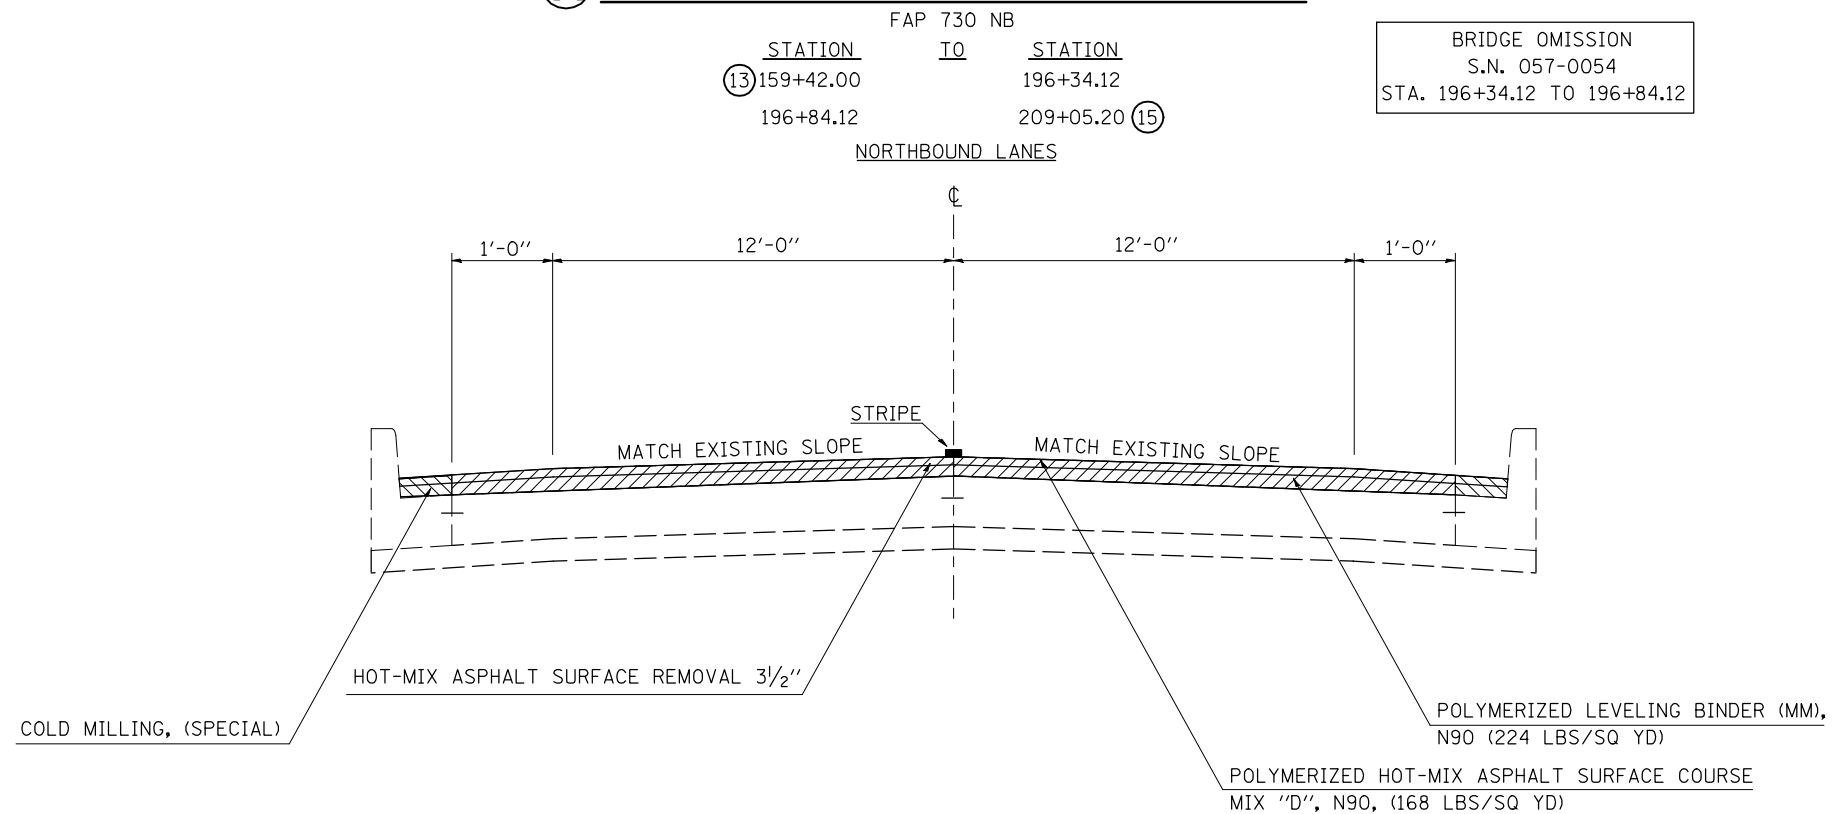 FAP 730 NB
STATION TO STATION
13 159+42.00 196+34.12
196+84.12 209+05.20 15
NORTHBOUND LANES
BRIDGE OMISSION
S.N. 057-0054
STA. 196+34.12 TO 196+84.12
℄
1'-0" 12'-0" 12'-0" 1'-0"
STRIPE
MATCH EXISTING SLOPE MATCH EXISTING SLOPE
HOT-MIX ASPHALT SURFACE REMOVAL 3½"
COLD MILLING, (SPECIAL)
POLYMERIZED LEVELING BINDER (MM),
N90 (224 LBS/SQ YD)
POLYMERIZED HOT-MIX ASPHALT SURFACE COURSE
MIX "D", N90, (168 LBS/SQ YD)